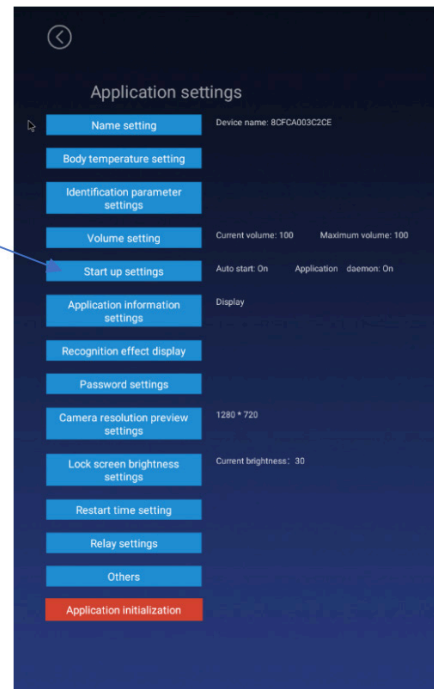 Application settings
Name setting Device name: 8CFCA003C2CE
Body temperature setting
Identification parameter
settings
Volume setting Current volume: 100 Maximum volume: 100
Start up settings Auto start: On Application daemon: On
Application information
settings
Display
Recognition effect display
Password settings
Camera resolution preview
settings
1280 * 720
Lock screen brightness
settings
Current brightness: 30
Restart time setting
Relay settings
Others
Application initialization